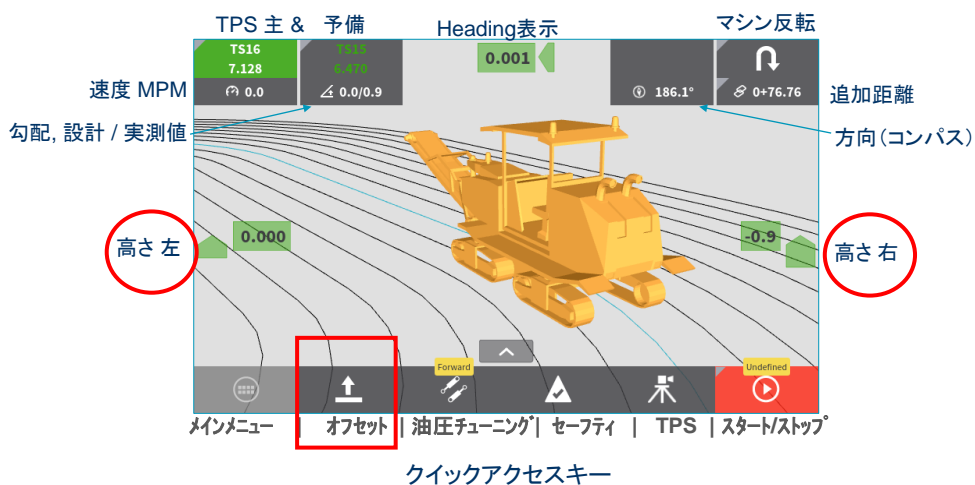 TPS 主 & 予備
Heading表示
マシン反転
TS16
7.128
TS15
6.470
0.001
速度 MPM
0.0
0.0/0.9
186.1°
0+76.76
追加距離
勾配, 設計 / 実測値
方向(コンパス)
高さ 左
0.000
-0.9
高さ 右
Forward
Undefined
メインメニュー | オフセット | 油圧チューニング | セーフティ | TPS | スタート/ストップ
クイックアクセスキー